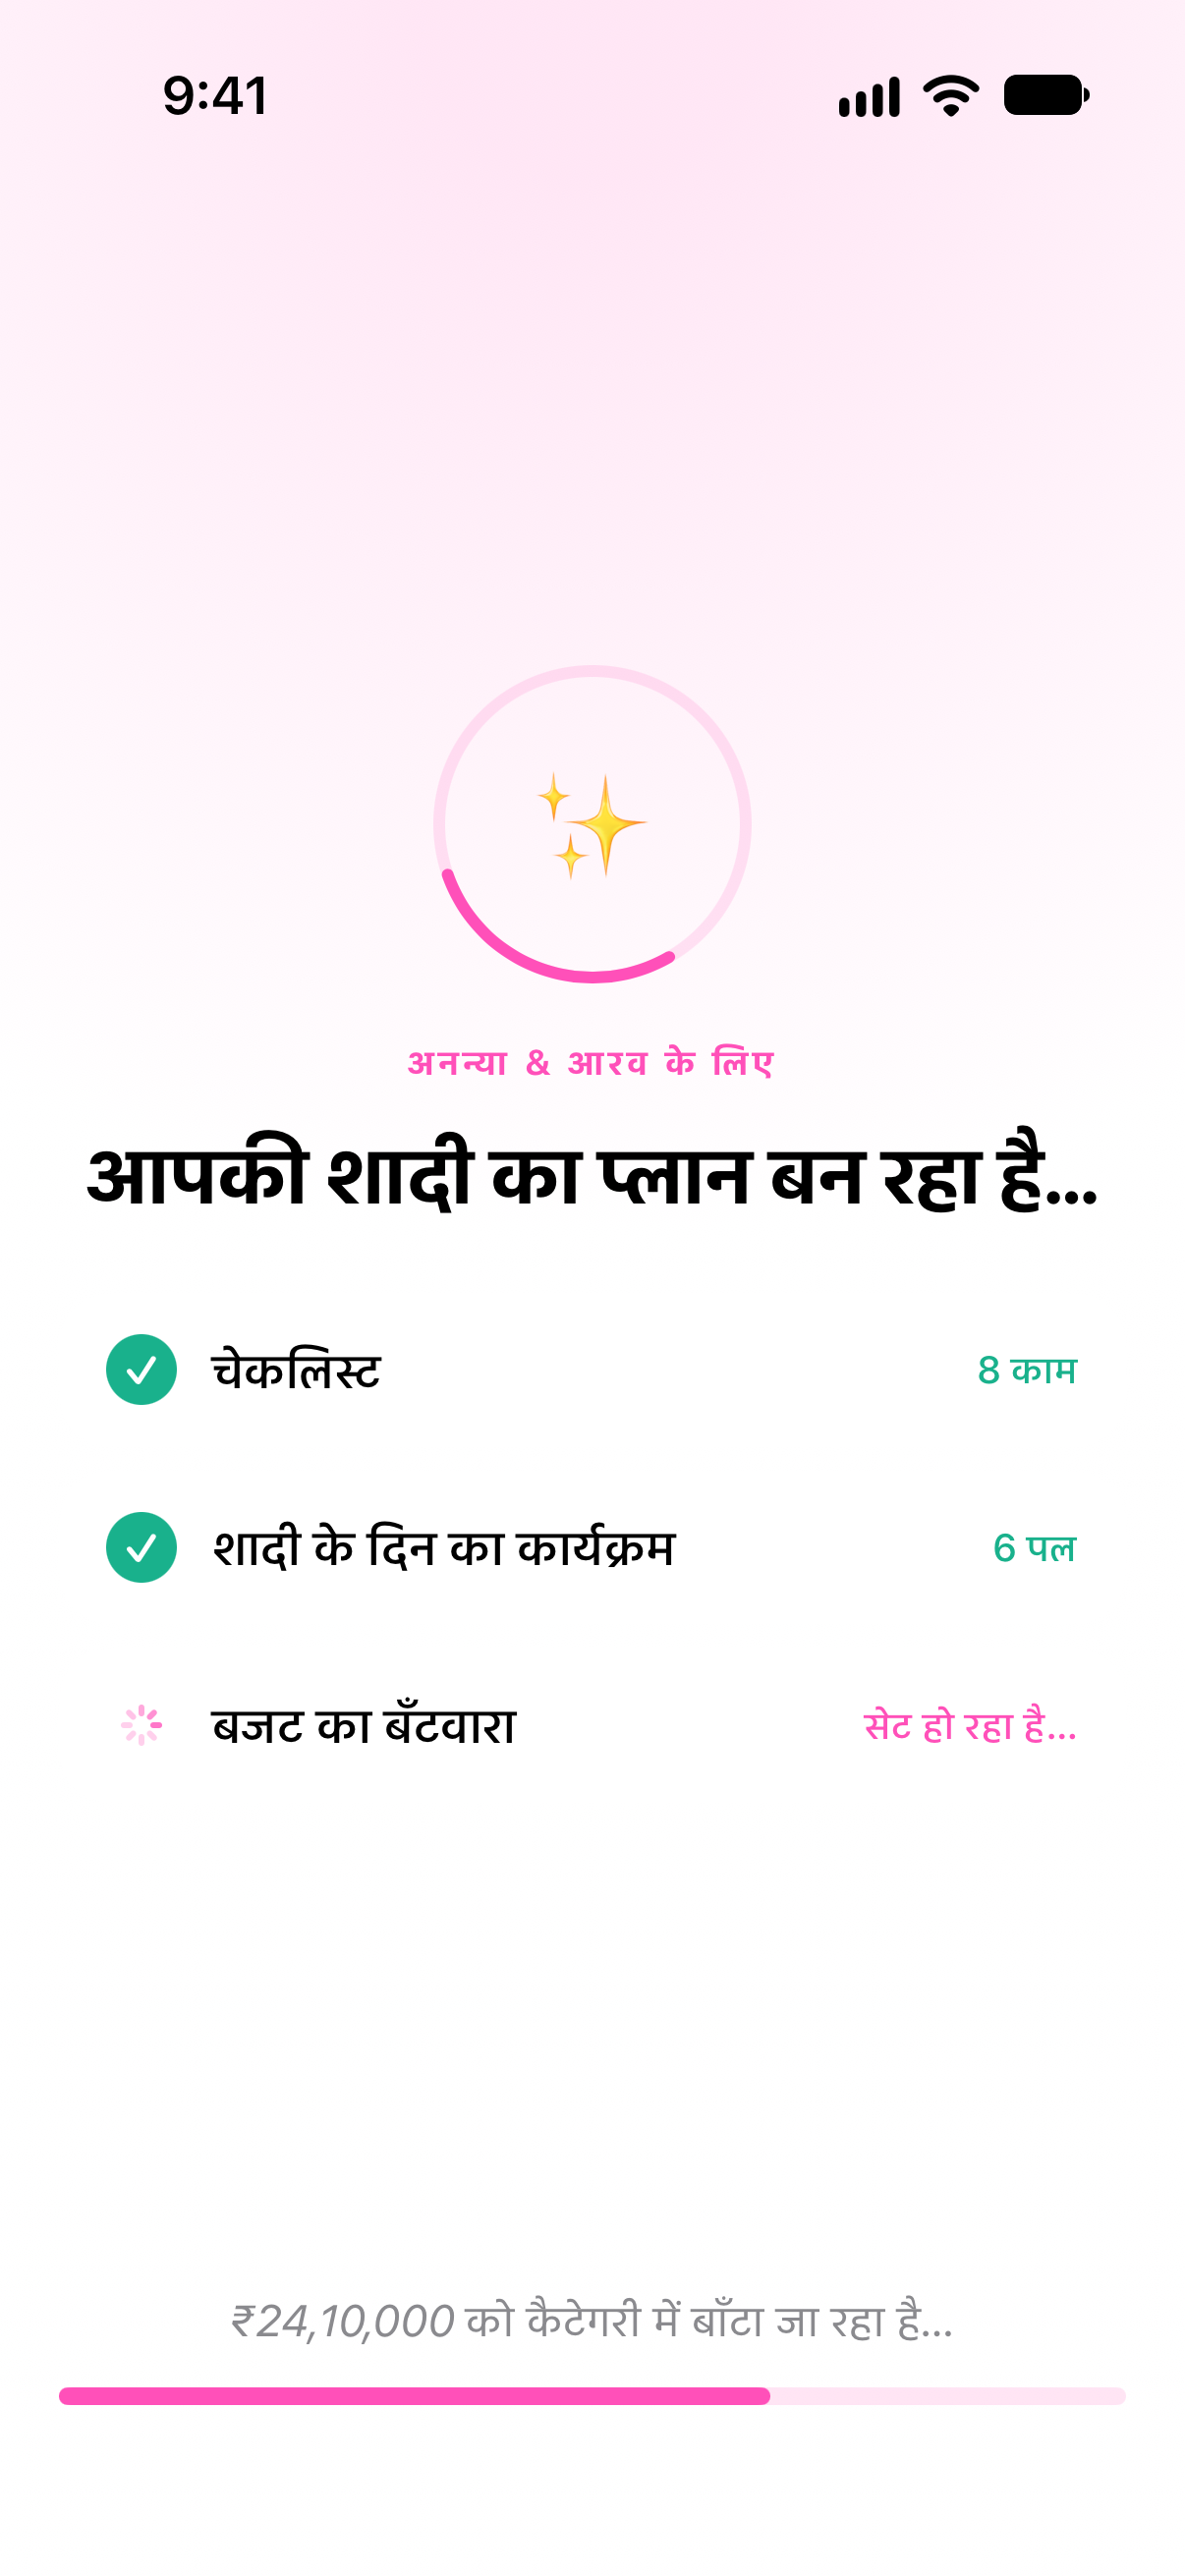 9:41
अनन्या & आरव के लिए
आपकी शादी का प्लान बन रहा है...
चेकलिस्ट
8 काम
शादी के दिन का कार्यक्रम
6 पल
बजट का बँटवारा
सेट हो रहा है...
₹24,10,000 को कैटेगरी में बाँटा जा रहा है...